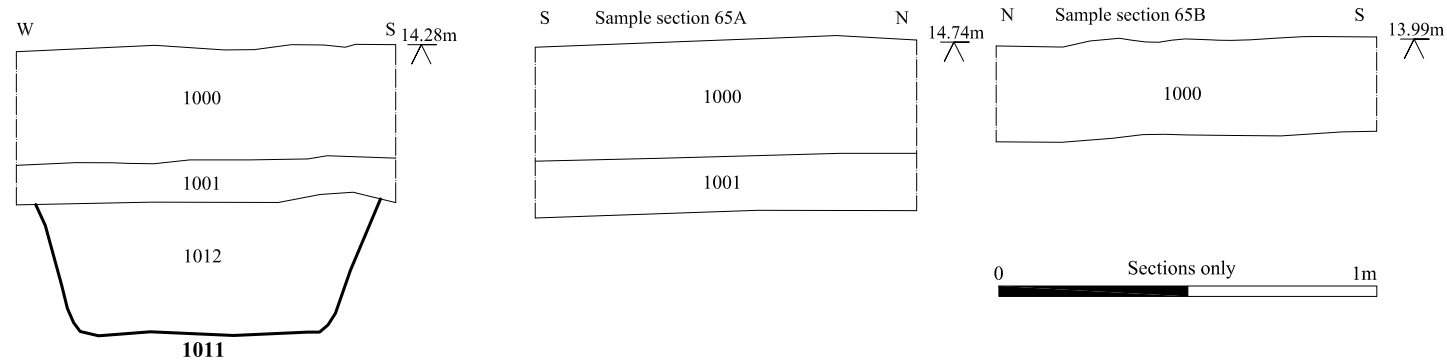 W
S
14.28m
1000
1001
1012
1011
S
Sample section 65A
N
14.74m
1000
1001
N
Sample section 65B
S
13.99m
1000
0
Sections only
1m